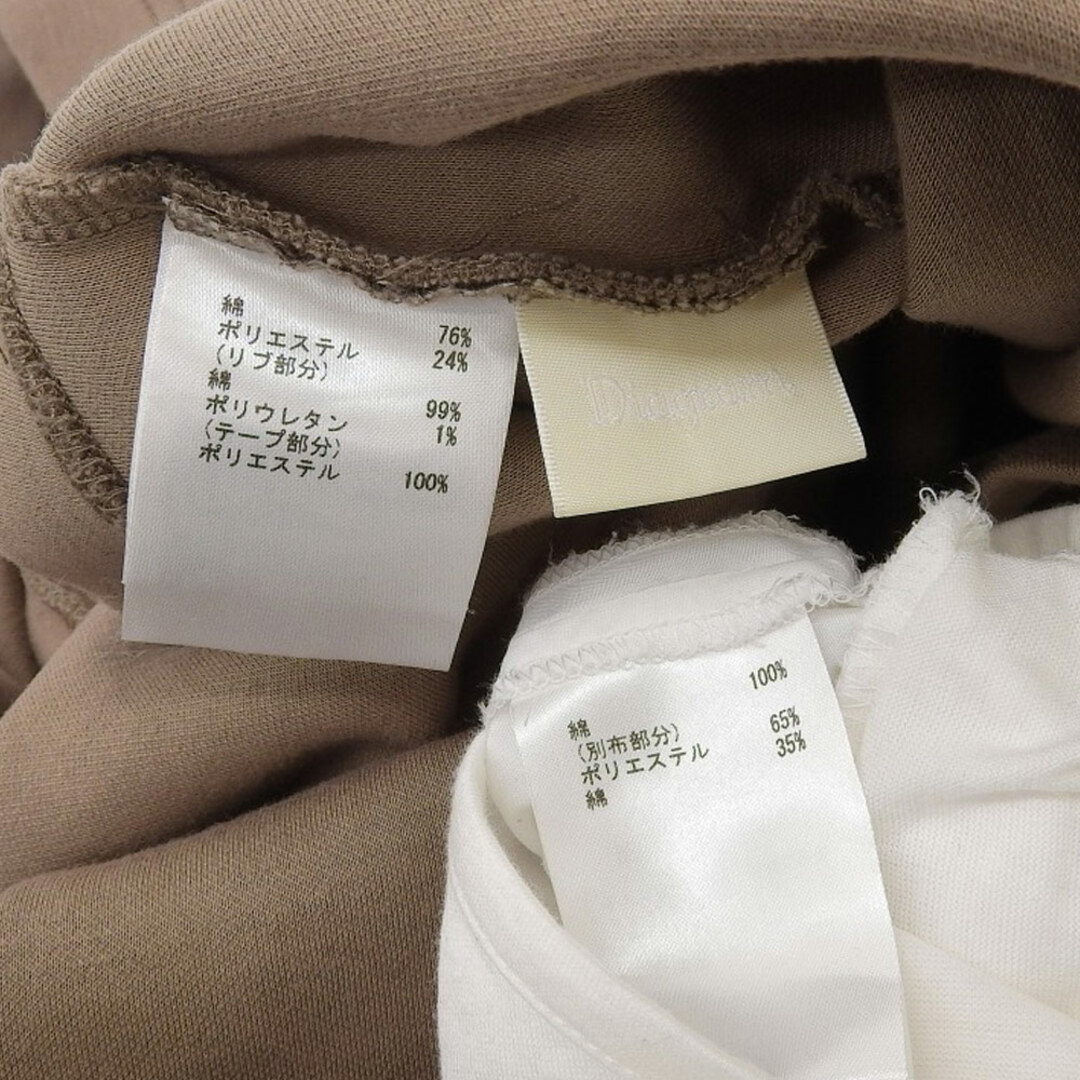 綿 76%
ポリエステル 24%
(リブ部分)
綿 99%
ポリウレタン 1%
(テープ部分)
ポリエステル 100%
綿 100%
(別布部分)
ポリエステル 65%
綿 35%